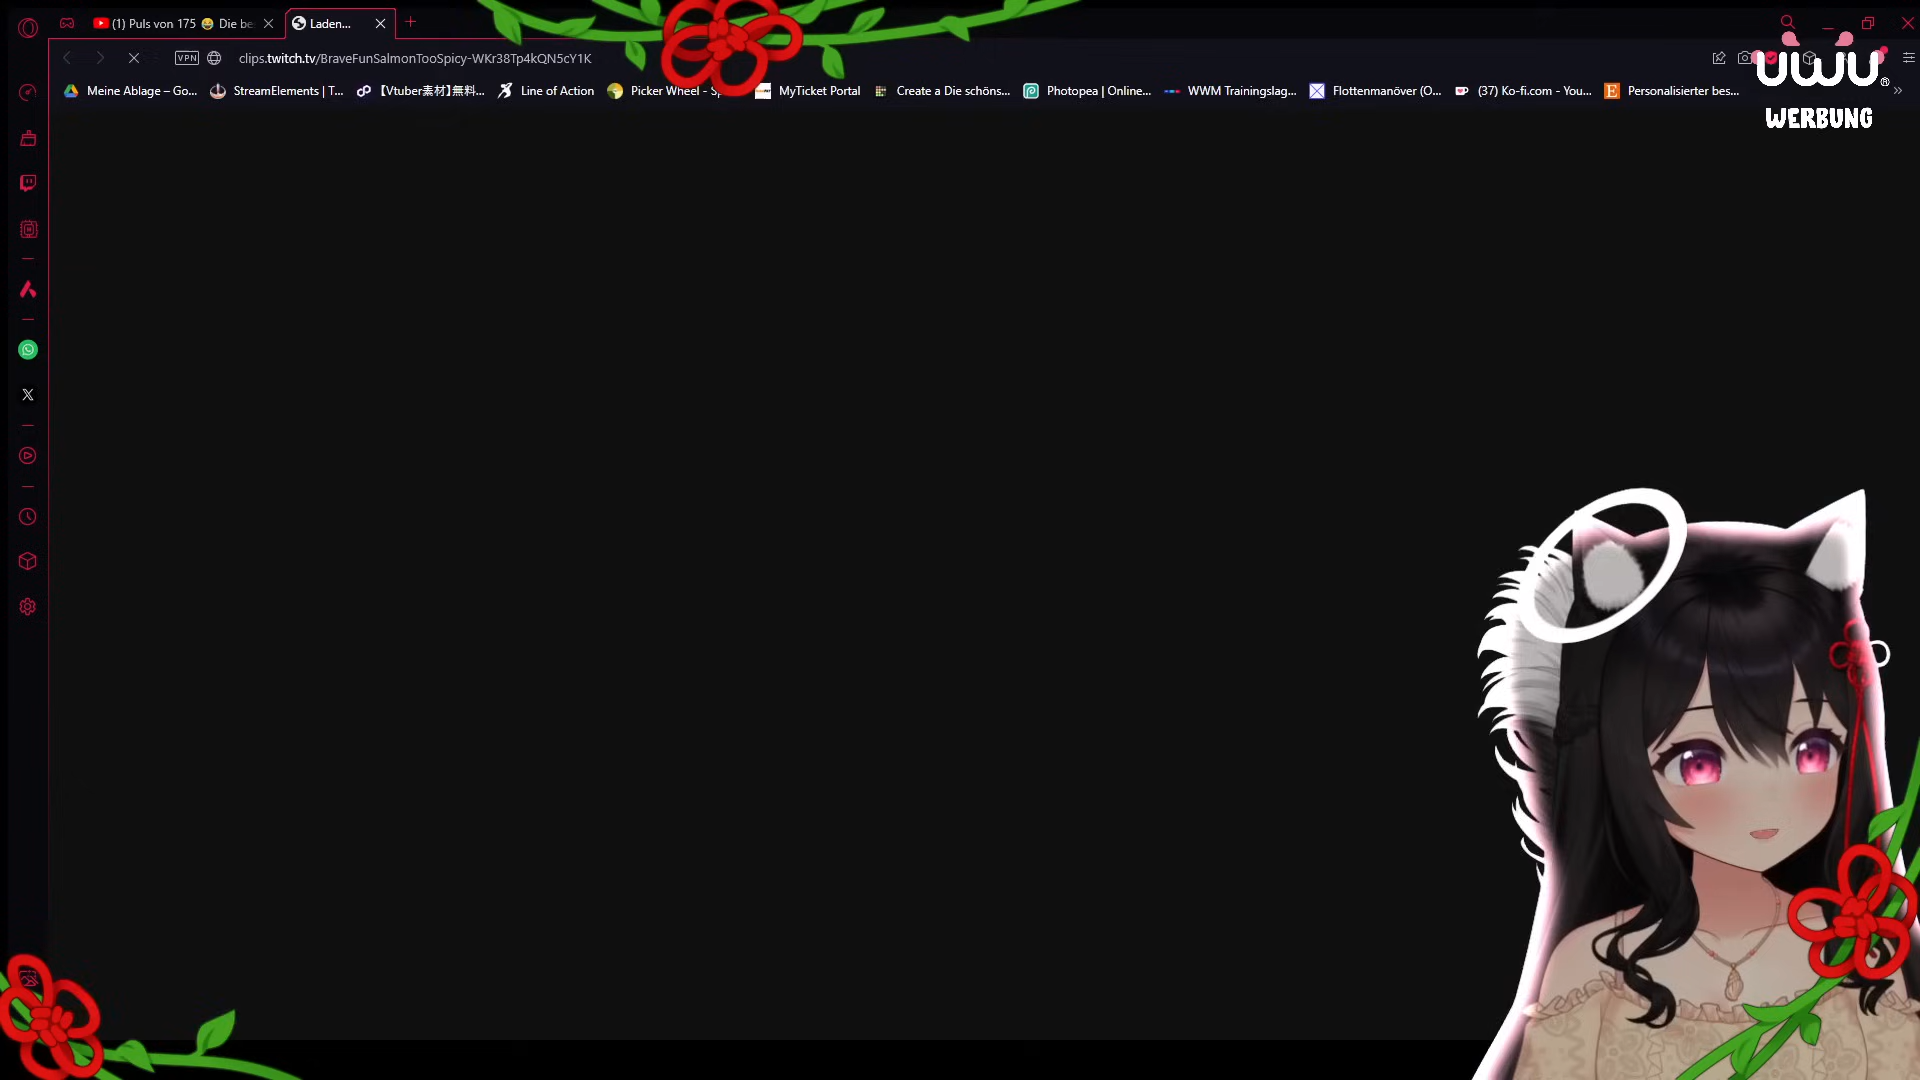 (1) Puls von 175 😂 Die be
Laden...
VPN
clips.twitch.tv/BraveFunSalmonTooSpicy-WKr38Tp4kQN5cY1K
Meine Ablage – Go...
StreamElements | T...
【Vtuber素材】無料...
Line of Action
Picker Wheel - Sp
MyTicket Portal
Create a Die schöns...
Photopea | Online...
WWM Trainingslag...
Flottenmanöver (O...
(37) Ko-fi.com - You...
Personalisierter bes...
UWU®
WERBUNG